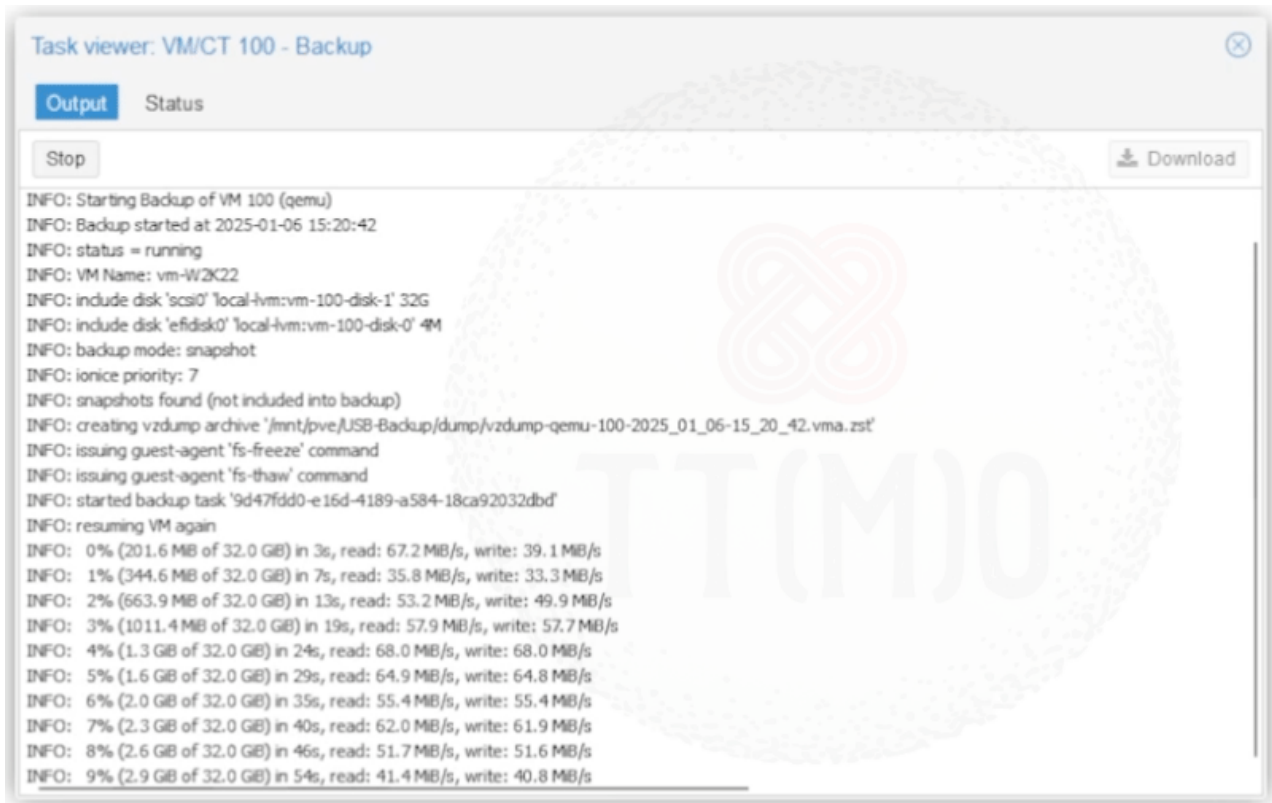 Task viewer: VM/CT 100 - Backup
Output Status
Stop Download
INFO: Starting Backup of VM 100 (qemu)
INFO: Backup started at 2025-01-06 15:20:42
INFO: status = running
INFO: VM Name: vm-W2K22
INFO: include disk 'scsi0' 'local-lvm:vm-100-disk-1' 32G
INFO: include disk 'efidisk0' 'local-lvm:vm-100-disk-0' 4M
INFO: backup mode: snapshot
INFO: ionice priority: 7
INFO: snapshots found (not included into backup)
INFO: creating vzdump archive '/mnt/pve/USB-Backup/dump/vzdump-qemu-100-2025_01_06-15_20_42.vma.zst'
INFO: issuing guest-agent 'fs-freeze' command
INFO: issuing guest-agent 'fs-thaw' command
INFO: started backup task '9d47fdd0-e16d-4189-a584-18ca92032dbd'
INFO: resuming VM again
INFO: 0% (201.6 MiB of 32.0 GiB) in 3s, read: 67.2 MiB/s, write: 39.1 MiB/s
INFO: 1% (344.6 MiB of 32.0 GiB) in 7s, read: 35.8 MiB/s, write: 33.3 MiB/s
INFO: 2% (663.9 MiB of 32.0 GiB) in 13s, read: 53.2 MiB/s, write: 49.9 MiB/s
INFO: 3% (1011.4 MiB of 32.0 GiB) in 19s, read: 57.9 MiB/s, write: 57.7 MiB/s
INFO: 4% (1.3 GiB of 32.0 GiB) in 24s, read: 68.0 MiB/s, write: 68.0 MiB/s
INFO: 5% (1.6 GiB of 32.0 GiB) in 29s, read: 64.9 MiB/s, write: 64.8 MiB/s
INFO: 6% (2.0 GiB of 32.0 GiB) in 35s, read: 55.4 MiB/s, write: 55.4 MiB/s
INFO: 7% (2.3 GiB of 32.0 GiB) in 40s, read: 62.0 MiB/s, write: 61.9 MiB/s
INFO: 8% (2.6 GiB of 32.0 GiB) in 46s, read: 51.7 MiB/s, write: 51.6 MiB/s
INFO: 9% (2.9 GiB of 32.0 GiB) in 54s, read: 41.4 MiB/s, write: 40.8 MiB/s
TT(M)O